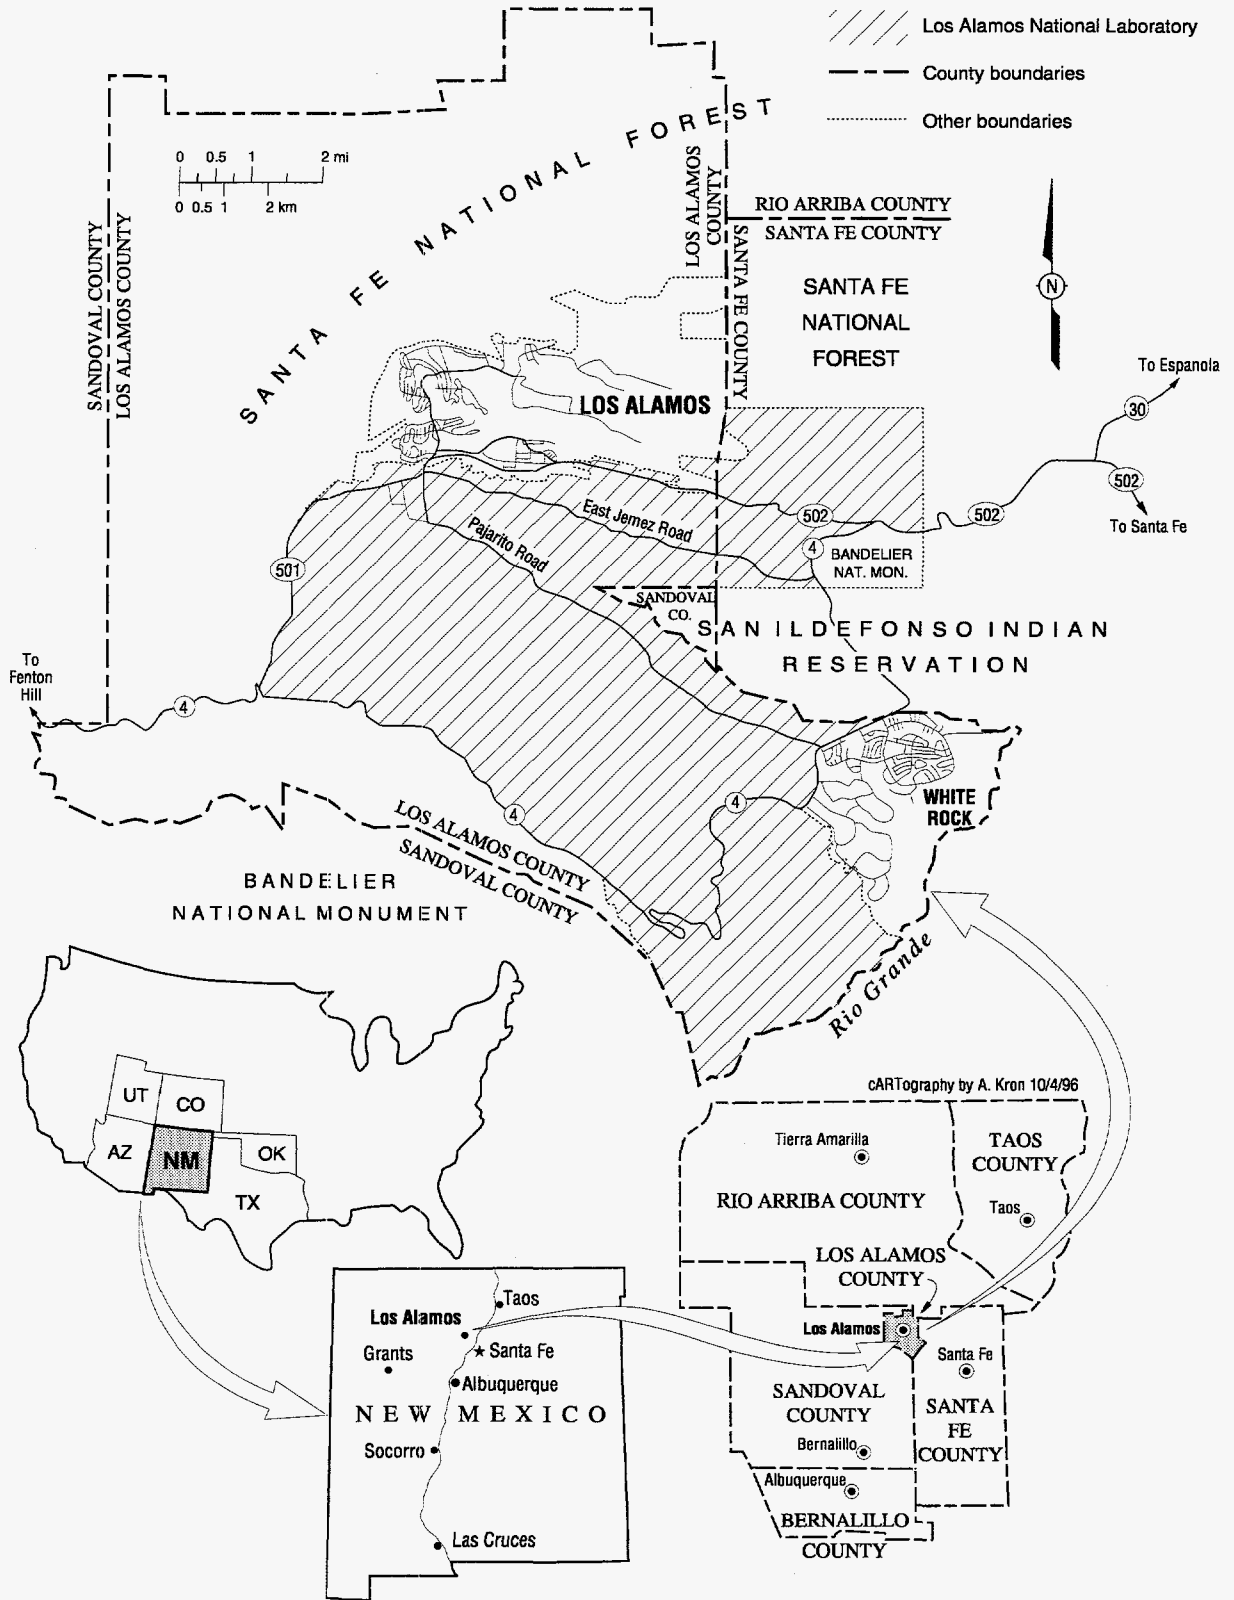 Los Alamos National Laboratory
County boundaries
Other boundaries
0 0.5 1 2 mi
0 0.5 1 2 km
SANTA FE NATIONAL FOREST
SANDOVAL COUNTY
LOS ALAMOS COUNTY
LOS ALAMOS
COUNTY
SANTA FE COUNTY
RIO ARRIBA COUNTY
SANTA FE COUNTY
SANTA FE
NATIONAL
FOREST
N
To Espanola
30
502
To Santa Fe
LOS ALAMOS
502
502
East Jemez Road
Pajarito Road
4
BANDELIER
NAT. MON.
501
SANDOVAL
CO.
SAN ILDEFONSO INDIAN
RESERVATION
To
Fenton
Hill
4
4
4
WHITE
ROCK
LOS ALAMOS COUNTY
SANDOVAL COUNTY
BANDELIER
NATIONAL MONUMENT
Rio Grande
cARTography by A. Kron 10/4/96
UT
CO
AZ
NM
OK
TX
Taos
Los Alamos
Grants
Santa Fe
Albuquerque
NEW MEXICO
Socorro
Las Cruces
Tierra Amarilla
TAOS
COUNTY
RIO ARRIBA COUNTY
Taos
LOS ALAMOS
COUNTY
Los Alamos
Santa Fe
SANDOVAL
COUNTY
SANTA
FE
COUNTY
Bernalillo
Albuquerque
BERNALILLO
COUNTY